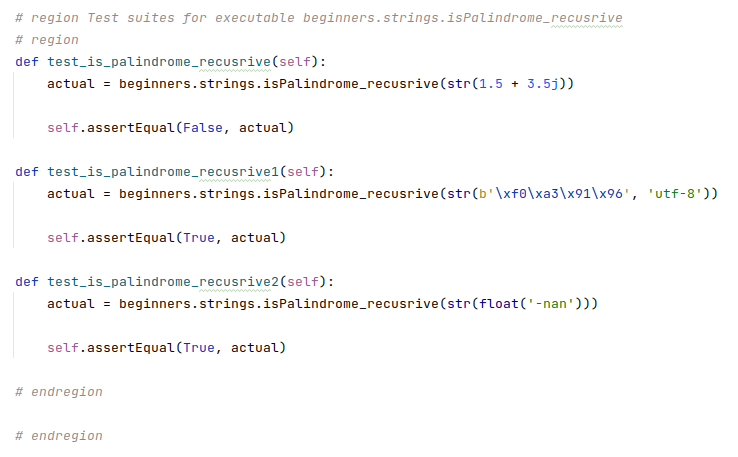 # region Test suites for executable beginners.strings.isPalindrome_recusrive
# region
def test_is_palindrome_recusrive(self):
    actual = beginners.strings.isPalindrome_recusrive(str(1.5 + 3.5j))
    self.assertEqual(False, actual)
def test_is_palindrome_recusrive1(self):
    actual = beginners.strings.isPalindrome_recusrive(str(b'\xf0\xa3\x91\x96', 'utf-8'))
    self.assertEqual(True, actual)
def test_is_palindrome_recusrive2(self):
    actual = beginners.strings.isPalindrome_recusrive(str(float('-nan')))
    self.assertEqual(True, actual)
# endregion
# endregion